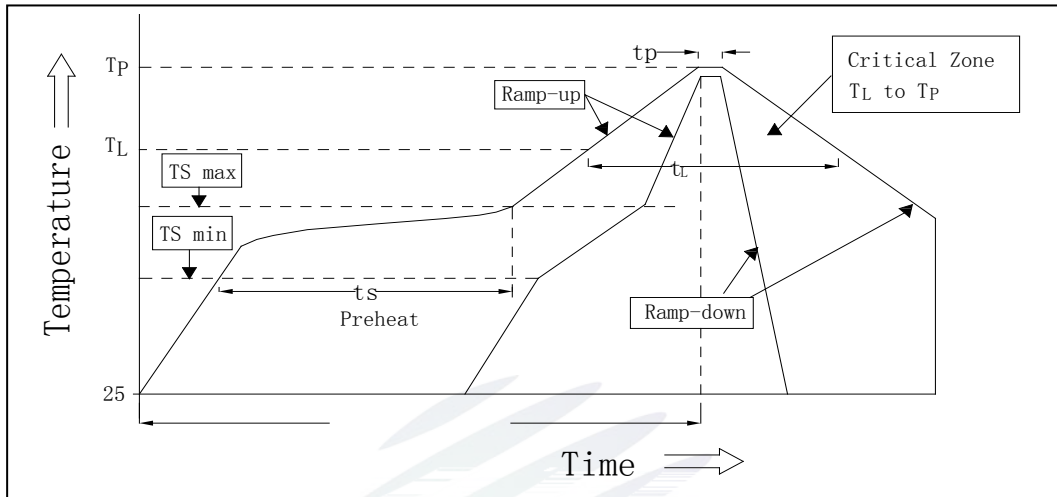 tp
TP
Critical Zone
TL to TP
Ramp-up
TL
TS max
tL
TS min
ts
Preheat
Ramp-down
25
Temperature
Time